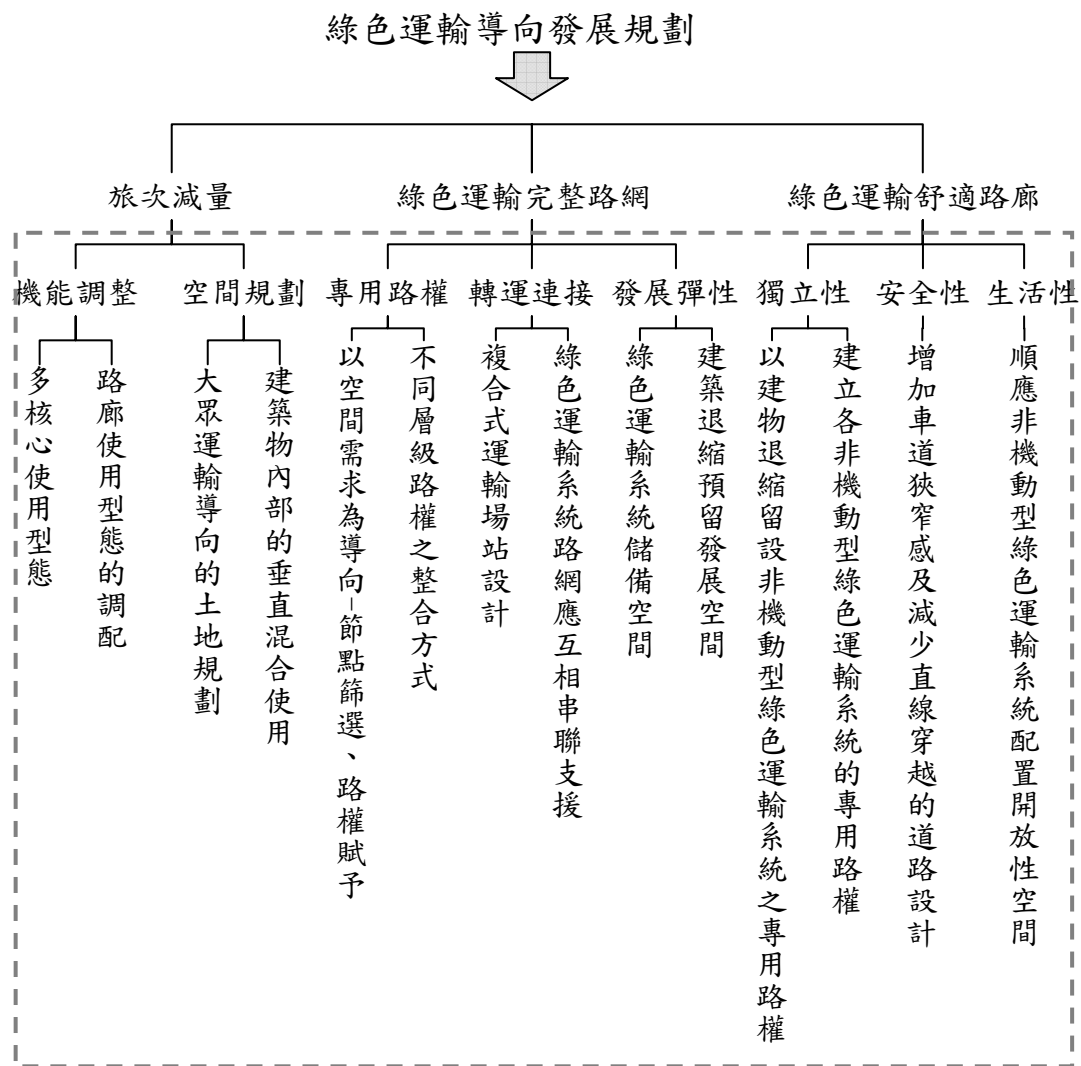 綠色運輸導向發展規劃
旅次減量
綠色運輸完整路網
綠色運輸舒適路廊
機能調整
空間規劃
專用路權
轉運連接
發展彈性
獨立性
安全性
生活性
多核心使用型態
路廊使用型態的調配
大眾運輸導向的土地規劃
建築物內部的垂直混合使用
以空間需求為導向–節點篩選、路權賦予
不同層級路權之整合方式
複合式運輸場站設計
綠色運輸系統路網應互相串聯支援
綠色運輸系統儲備空間
建築退縮預留發展空間
以建物退縮留設非機動型綠色運輸系統之專用路權
建立各非機動型綠色運輸系統的專用路權
增加車道狹窄感及減少直線穿越的道路設計
順應非機動型綠色運輸系統配置開放性空間